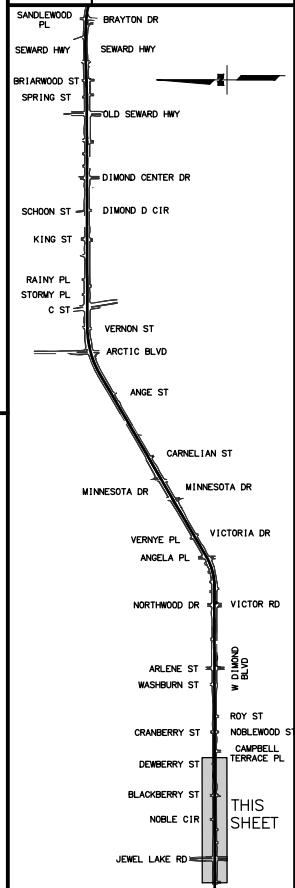 SANDLEWOOD
PL
BRAYTON DR
SEWARD HWY
SEWARD HWY
BRIARWOOD ST
SPRING ST
N
OLD SEWARD HWY
DIMOND CENTER DR
SCHOON ST
DIMOND D CIR
KING ST
RAINY PL
STORMY PL
C ST
VERNON ST
ARCTIC BLVD
ANGE ST
CARNELIAN ST
MINNESOTA DR
MINNESOTA DR
VICTORIA DR
VERNYE PL
ANGELA PL
NORTHWOOD DR
VICTOR RD
W DIMOND
BLVD
ARLENE ST
WASHBURN ST
ROY ST
CRANBERRY ST
NOBLEWOOD ST
CAMPBELL
TERRACE PL
DEWBERRY ST
BLACKBERRY ST
THIS
SHEET
NOBLE CIR
JEWEL LAKE RD